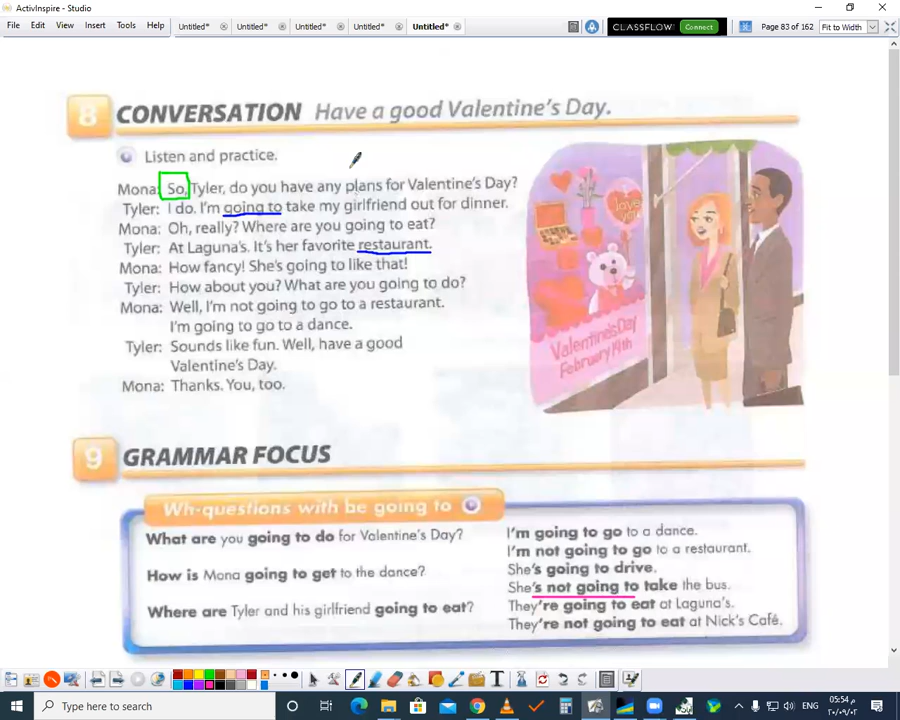 ActivInspire - Studio
File Edit View Insert Tools Help Untitled* Untitled* Untitled* Untitled* Untitled* CLASSFLOW Connect Page 83 of 162 Fit to Width
8 CONVERSATION Have a good Valentine's Day.
Listen and practice.
Mona: So, Tyler, do you have any plans for Valentine's Day?
Tyler: I do. I'm going to take my girlfriend out for dinner.
Mona: Oh, really? Where are you going to eat?
Tyler: At Laguna's. It's her favorite restaurant.
Mona: How fancy! She's going to like that!
Tyler: How about you? What are you going to do?
Mona: Well, I'm not going to go to a restaurant.
I'm going to go to a dance.
Tyler: Sounds like fun. Well, have a good
Valentine's Day.
Mona: Thanks. You, too.
love you
Valentine's Day
February 14th
9 GRAMMAR FOCUS
Wh-questions with be going to
What are you going to do for Valentine's Day?
How is Mona going to get to the dance?
Where are Tyler and his girlfriend going to eat?
I'm going to go to a dance.
I'm not going to go to a restaurant.
She's going to drive.
She's not going to take the bus.
They're going to eat at Laguna's.
They're not going to eat at Nick's Café.
Type here to search
05:54 م